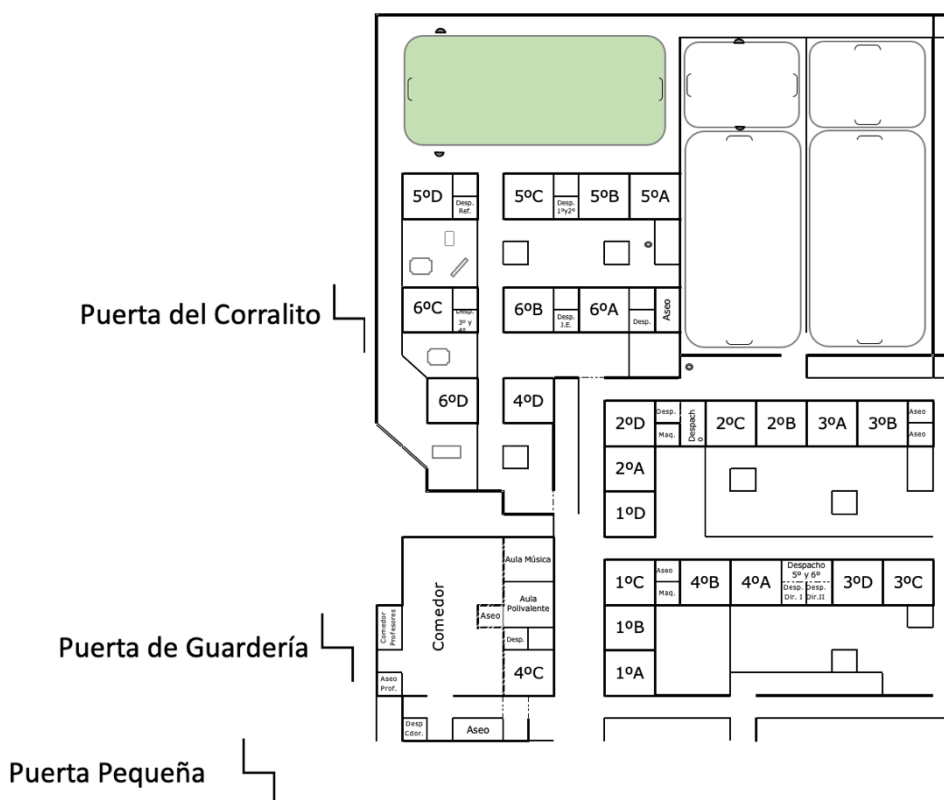 5ºD
Desp.
Ref.
5ºC
Desp.
1ºy2º
5ºB
5ºA
Puerta del Corralito
6ºC
Desp.
3º y
4º
6ºB
Desp.
J.E.
6ºA
Desp.
Aseo
6ºD
4ºD
2ºD
Desp.
Maq.
Despach
o
2ºC
2ºB
3ºA
3ºB
Aseo
Aseo
2ºA
1ºD
Aula Música
Aula
Polivalente
Comedor
Aseo
Desp.
4ºC
Comedor
Profesores
Aseo
Prof.
Desp
Cdor.
Aseo
1ºC
Aseo
Maq.
4ºB
4ºA
Despacho
5º y 6º
Desp.
Dir. I
Desp.
Dir.II
3ºD
3ºC
1ºB
1ºA
Puerta de Guardería
Puerta Pequeña